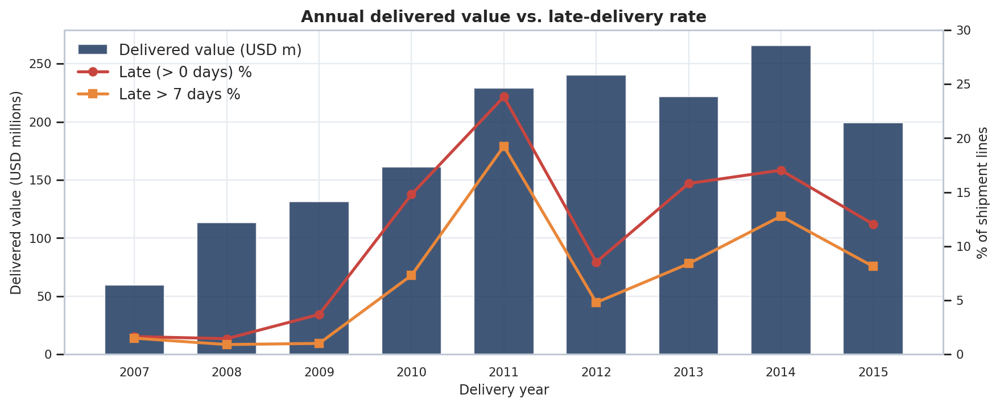 Annual delivered value vs. late-delivery rate
Delivered value (USD m)
Late (> 0 days) %
Late > 7 days %
Delivered value (USD millions)
250
200
150
100
50
0
30
25
20
15
10
5
0
% of shipment lines
2007 2008 2009 2010 2011 2012 2013 2014 2015
Delivery year